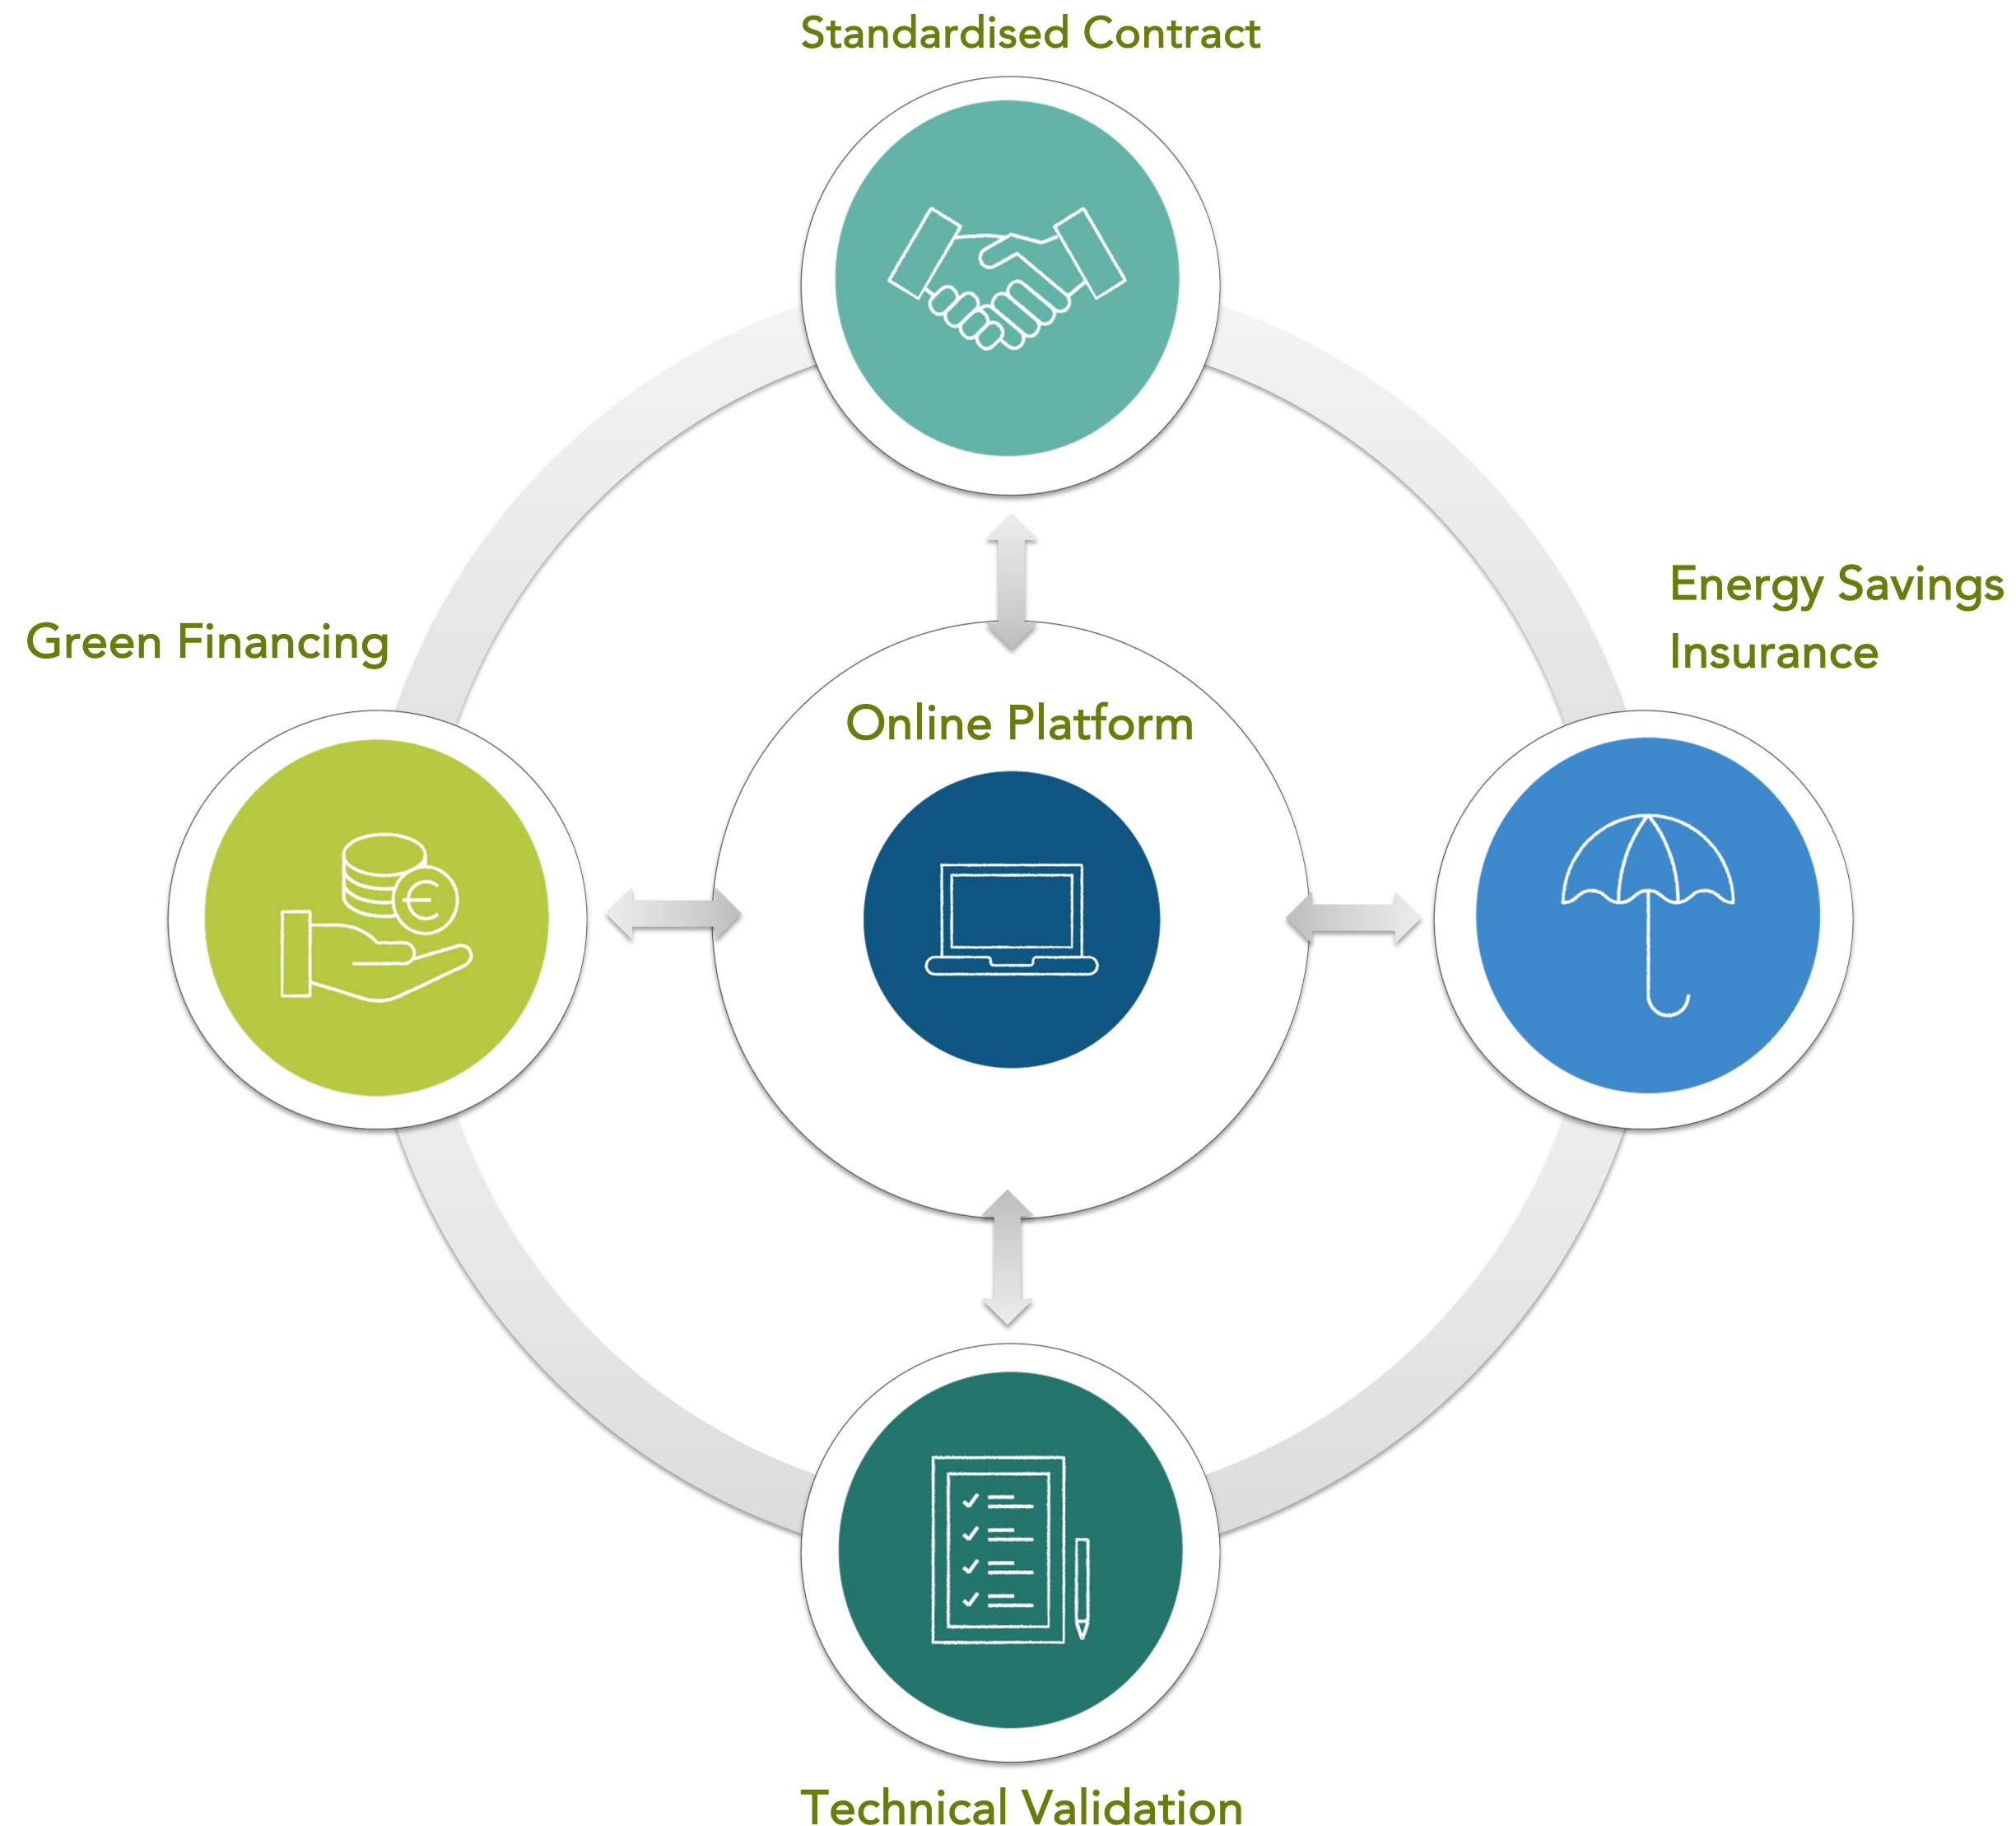 Standardised Contract
Energy Savings
Insurance
Green Financing
Online Platform
Technical Validation